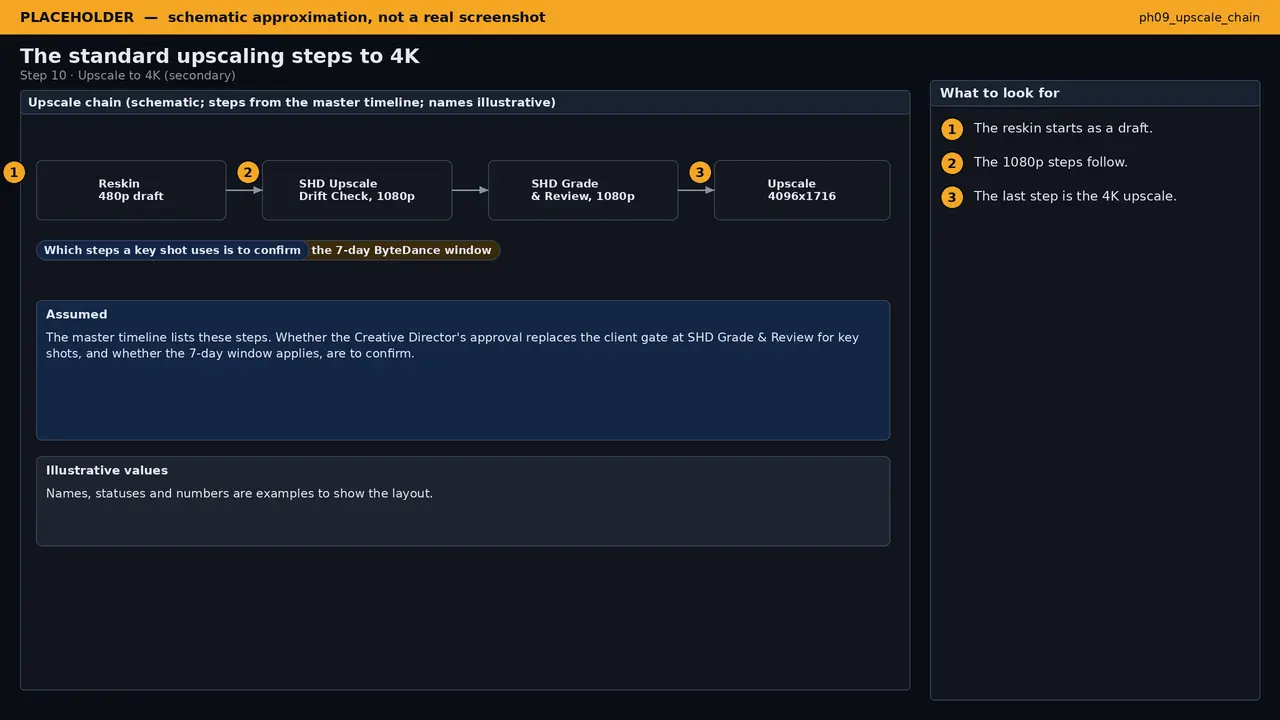 PLACEHOLDER — schematic approximation, not a real screenshot
ph09_upscale_chain
The standard upscaling steps to 4K
Step 10 · Upscale to 4K (secondary)
Upscale chain (schematic; steps from the master timeline; names illustrative)
1
Reskin
480p draft
2
SHD Upscale
Drift Check, 1080p
SHD Grade
& Review, 1080p
3
Upscale
4096x1716
Which steps a key shot uses is to confirm
the 7-day ByteDance window
Assumed
The master timeline lists these steps. Whether the Creative Director's approval replaces the client gate at SHD Grade & Review for key
shots, and whether the 7-day window applies, are to confirm.
Illustrative values
Names, statuses and numbers are examples to show the layout.
What to look for
1 The reskin starts as a draft.
2 The 1080p steps follow.
3 The last step is the 4K upscale.